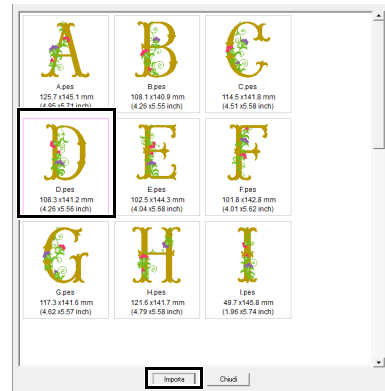 A.pes B.pes C.pes
125.7 x145.1 mm 108.1 x140.9 mm 114.5 x141.8 mm
(4.95 x5.71 inch) (4.26 x5.55 inch) (4.51 x5.58 inch)
D.pes E.pes F.pes
108.3 x141.2 mm 102.5 x144.3 mm 101.8 x142.8 mm
(4.26 x5.56 inch) (4.04 x5.68 inch) (4.01 x5.62 inch)
G.pes H.pes I.pes
117.3 x141.6 mm 121.6 x141.7 mm 49.7 x145.8 mm
(4.62 x5.57 inch) (4.79 x5.58 inch) (1.96 x5.74 inch)
Importa Chiudi